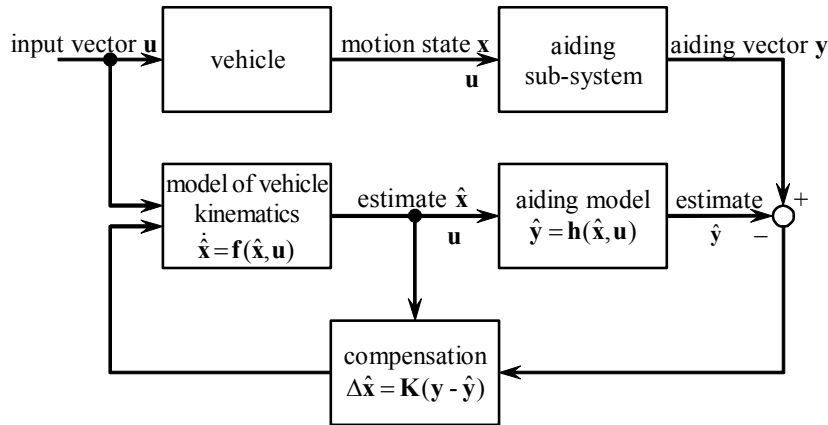 input vector u
vehicle
motion state x
u
aiding
sub-system
aiding vector y
model of vehicle
kinematics
x̂̇ = f(x̂,u)
estimate x̂
u
aiding model
ŷ = h(x̂,u)
estimate
ŷ
+
−
compensation
Δx̂ = K(y - ŷ)